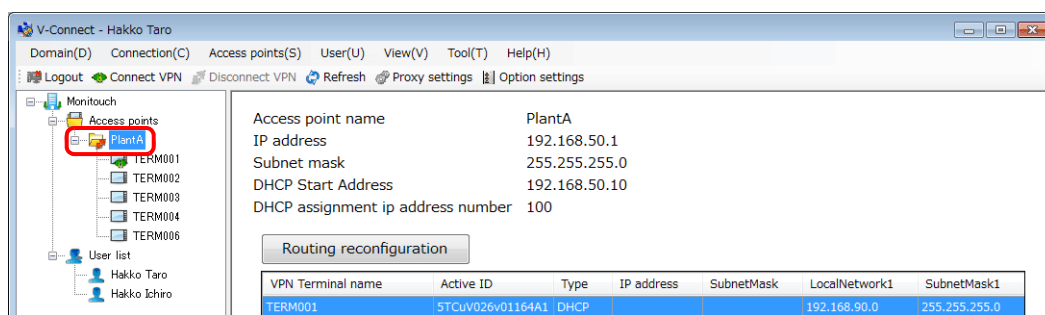 V-Connect - Hakko Taro
Domain(D) Connection(C) Access points(S) User(U) View(V) Tool(T) Help(H)
Logout Connect VPN Disconnect VPN Refresh Proxy settings Option settings
Monitouch
Access points
PlantA
TERM001
TERM002
TERM003
TERM004
TERM006
User list
Hakko Taro
Hakko Ichiro
Access point name PlantA
IP address 192.168.50.1
Subnet mask 255.255.255.0
DHCP Start Address 192.168.50.10
DHCP assignment ip address number 100
Routing reconfiguration
VPN Terminal name Active ID Type IP address SubnetMask LocalNetwork1 SubnetMask1
TERM001 5TCuV026v01164A1 DHCP 192.168.90.0 255.255.255.0